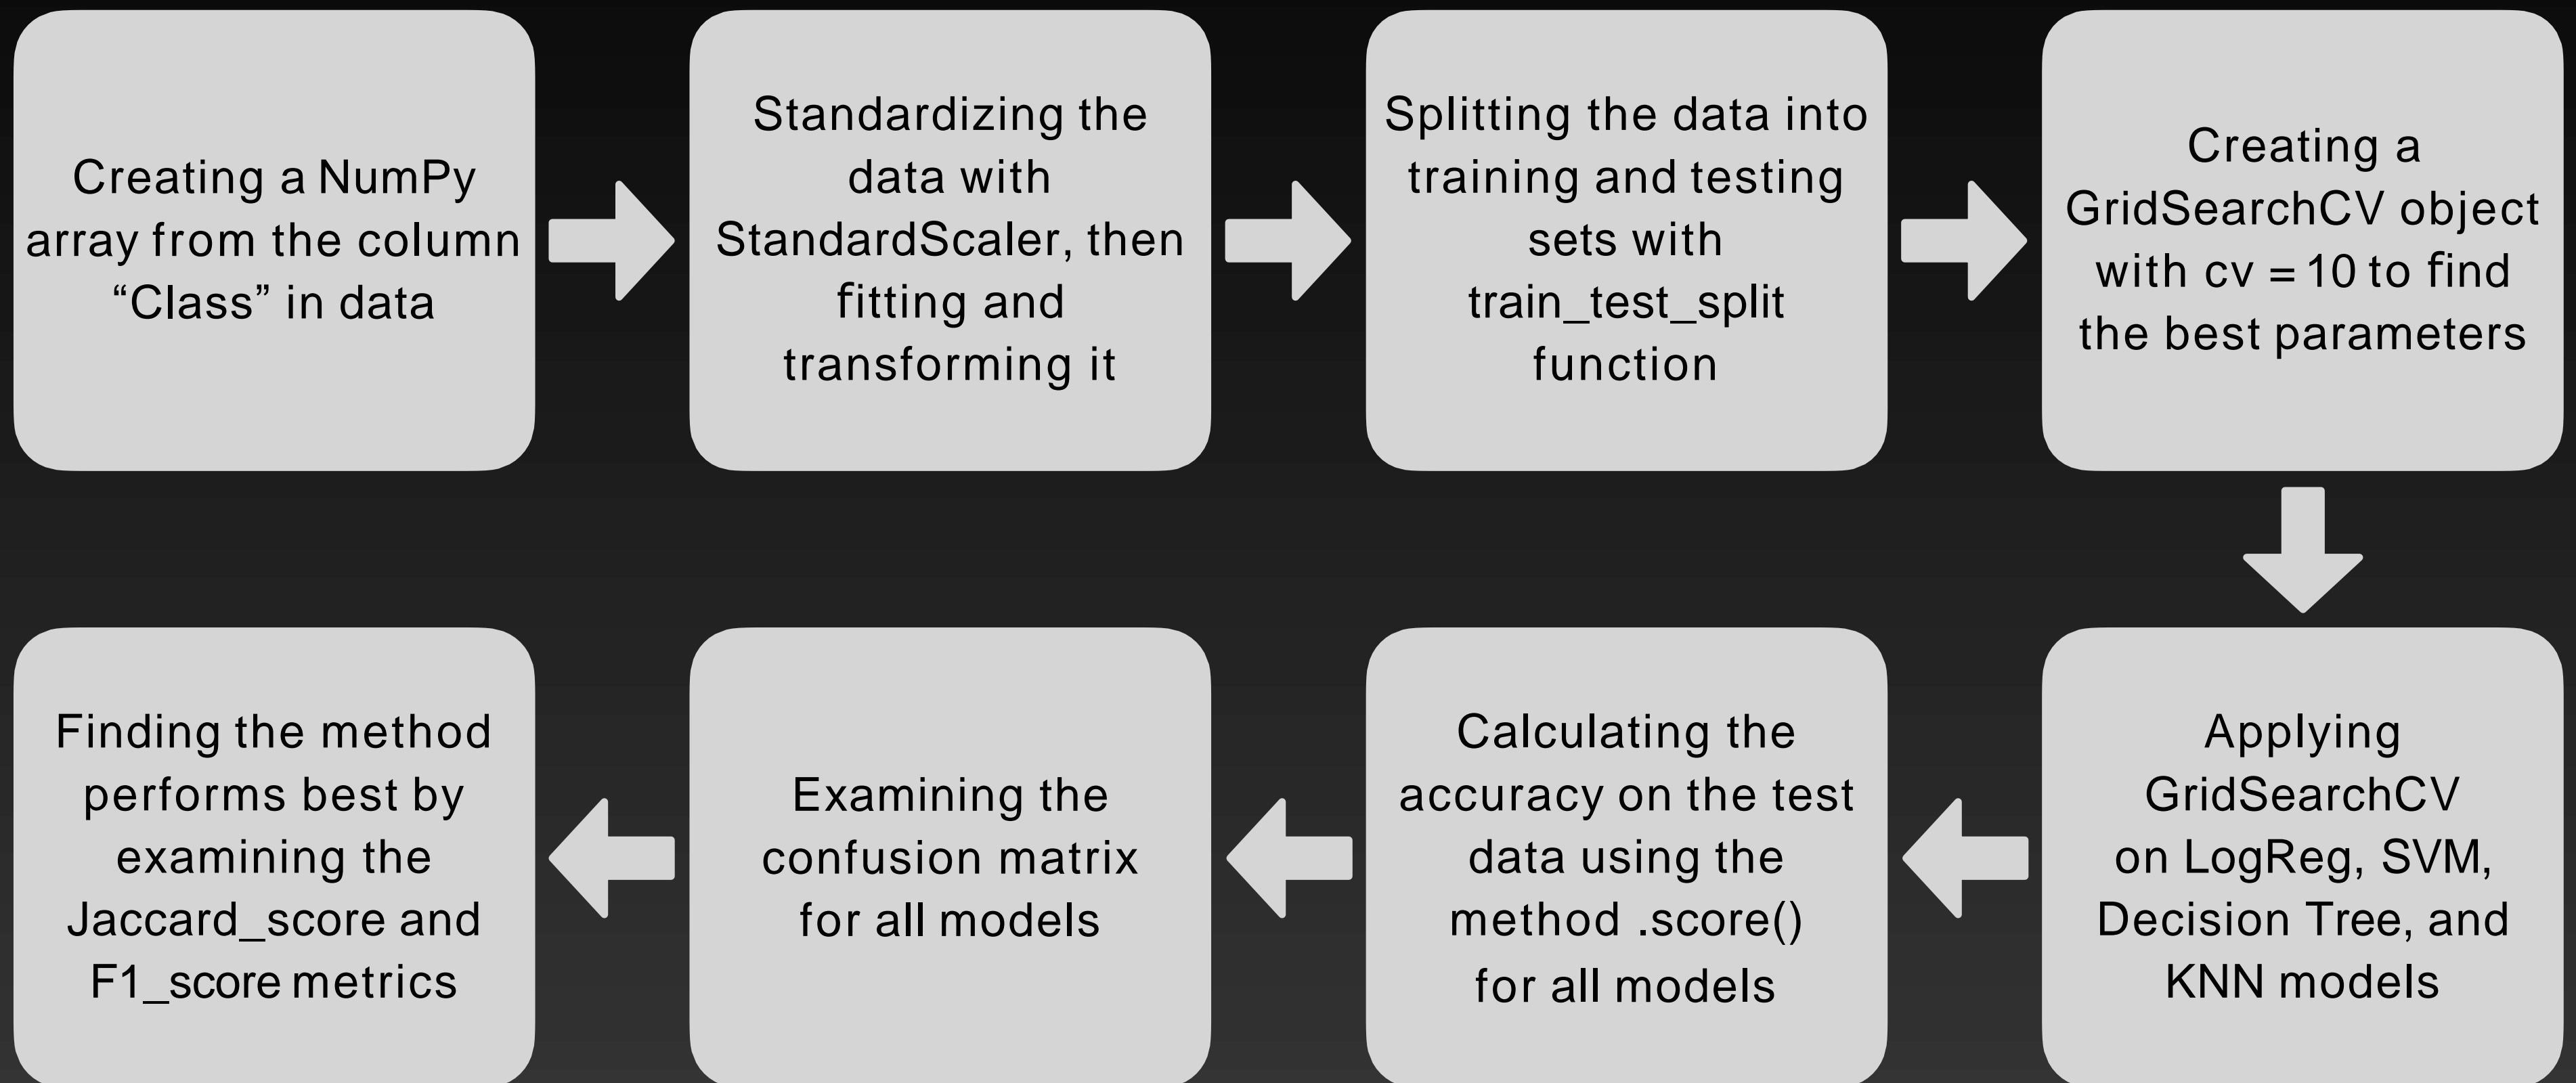 Creating a NumPy
array from the column
“Class” in data
Standardizing the
data with
StandardScaler, then
fitting and
transforming it
Splitting the data into
training and testing
sets with
train_test_split
function
Creating a
GridSearchCV object
with cv = 10 to find
the best parameters
Applying
GridSearchCV
on LogReg, SVM,
Decision Tree, and
KNN models
Calculating the
accuracy on the test
data using the
method .score()
for all models
Examining the
confusion matrix
for all models
Finding the method
performs best by
examining the
Jaccard_score and
F1_score metrics